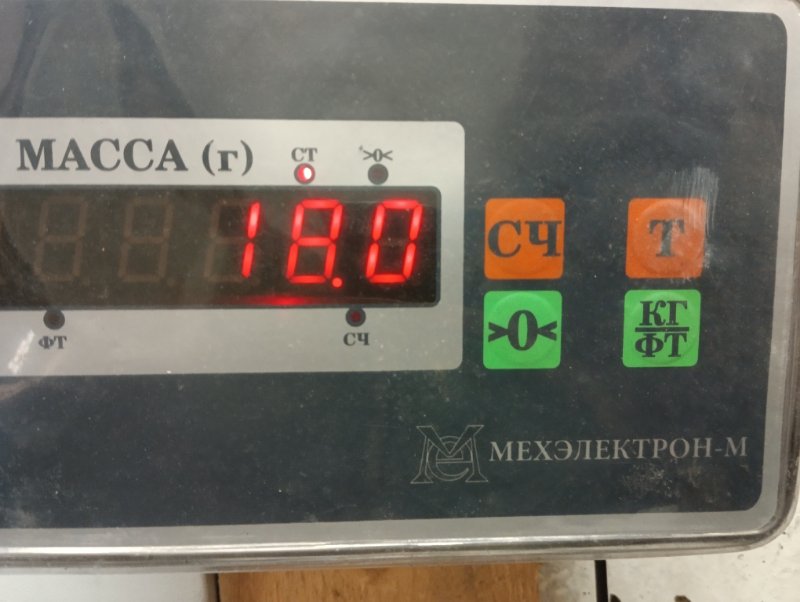 МАССА (г)
СТ
>0<
18.0
ФТ
СЧ
СЧ
Т
>0<
КГ
ФТ
МЕХЭЛЕКТРОН-М